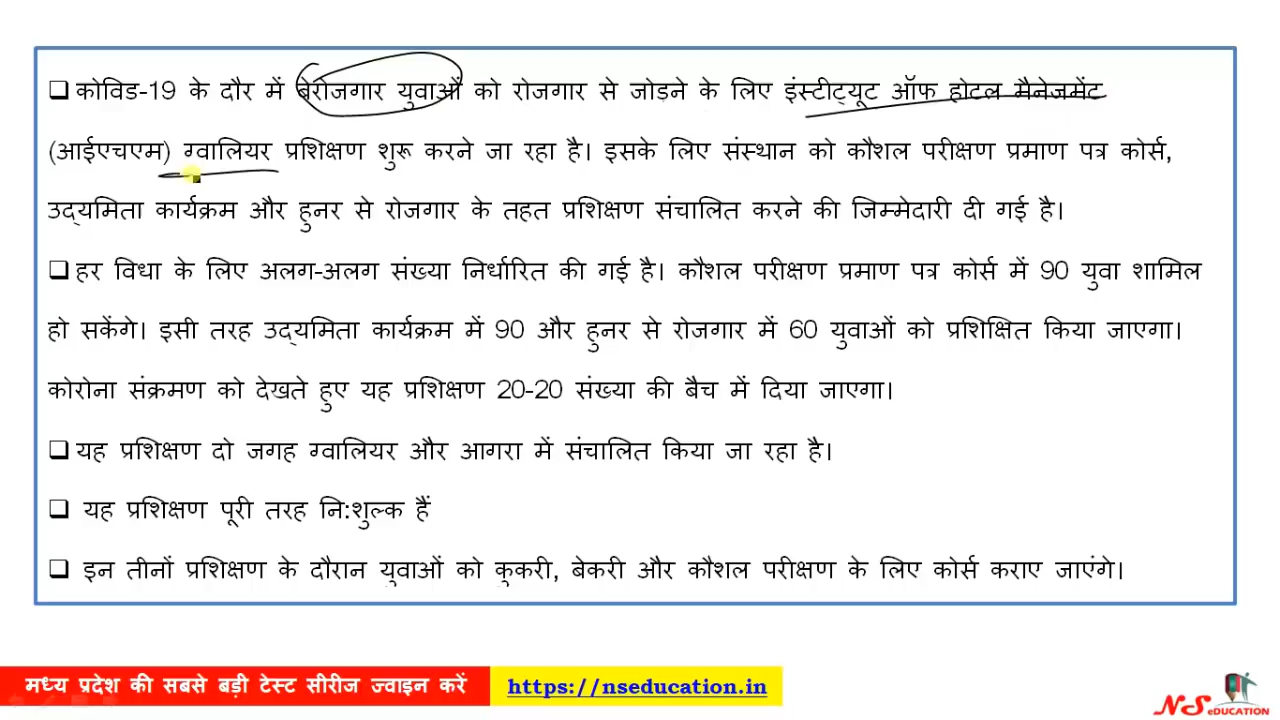 ❑ कोविड-19 के दौर में बेरोजगार युवाओं को रोजगार से जोड़ने के लिए इंस्टीट्यूट ऑफ होटल मैनेजमेंट
(आईएचएम) ग्वालियर प्रशिक्षण शुरू करने जा रहा है। इसके लिए संस्थान को कौशल परीक्षण प्रमाण पत्र कोर्स,
उद्यमिता कार्यक्रम और हुनर से रोजगार के तहत प्रशिक्षण संचालित करने की जिम्मेदारी दी गई है।
❑ हर विधा के लिए अलग-अलग संख्या निर्धारित की गई है। कौशल परीक्षण प्रमाण पत्र कोर्स में 90 युवा शामिल
हो सकेंगे। इसी तरह उद्यमिता कार्यक्रम में 90 और हुनर से रोजगार में 60 युवाओं को प्रशिक्षित किया जाएगा।
कोरोना संक्रमण को देखते हुए यह प्रशिक्षण 20-20 संख्या की बैच में दिया जाएगा।
❑ यह प्रशिक्षण दो जगह ग्वालियर और आगरा में संचालित किया जा रहा है।
❑ यह प्रशिक्षण पूरी तरह नि:शुल्क हैं
❑ इन तीनों प्रशिक्षण के दौरान युवाओं को कुकरी, बेकरी और कौशल परीक्षण के लिए कोर्स कराए जाएंगे।
मध्य प्रदेश की सबसे बड़ी टेस्ट सीरीज ज्वाइन करें
https://nseducation.in
NS eDUCATION